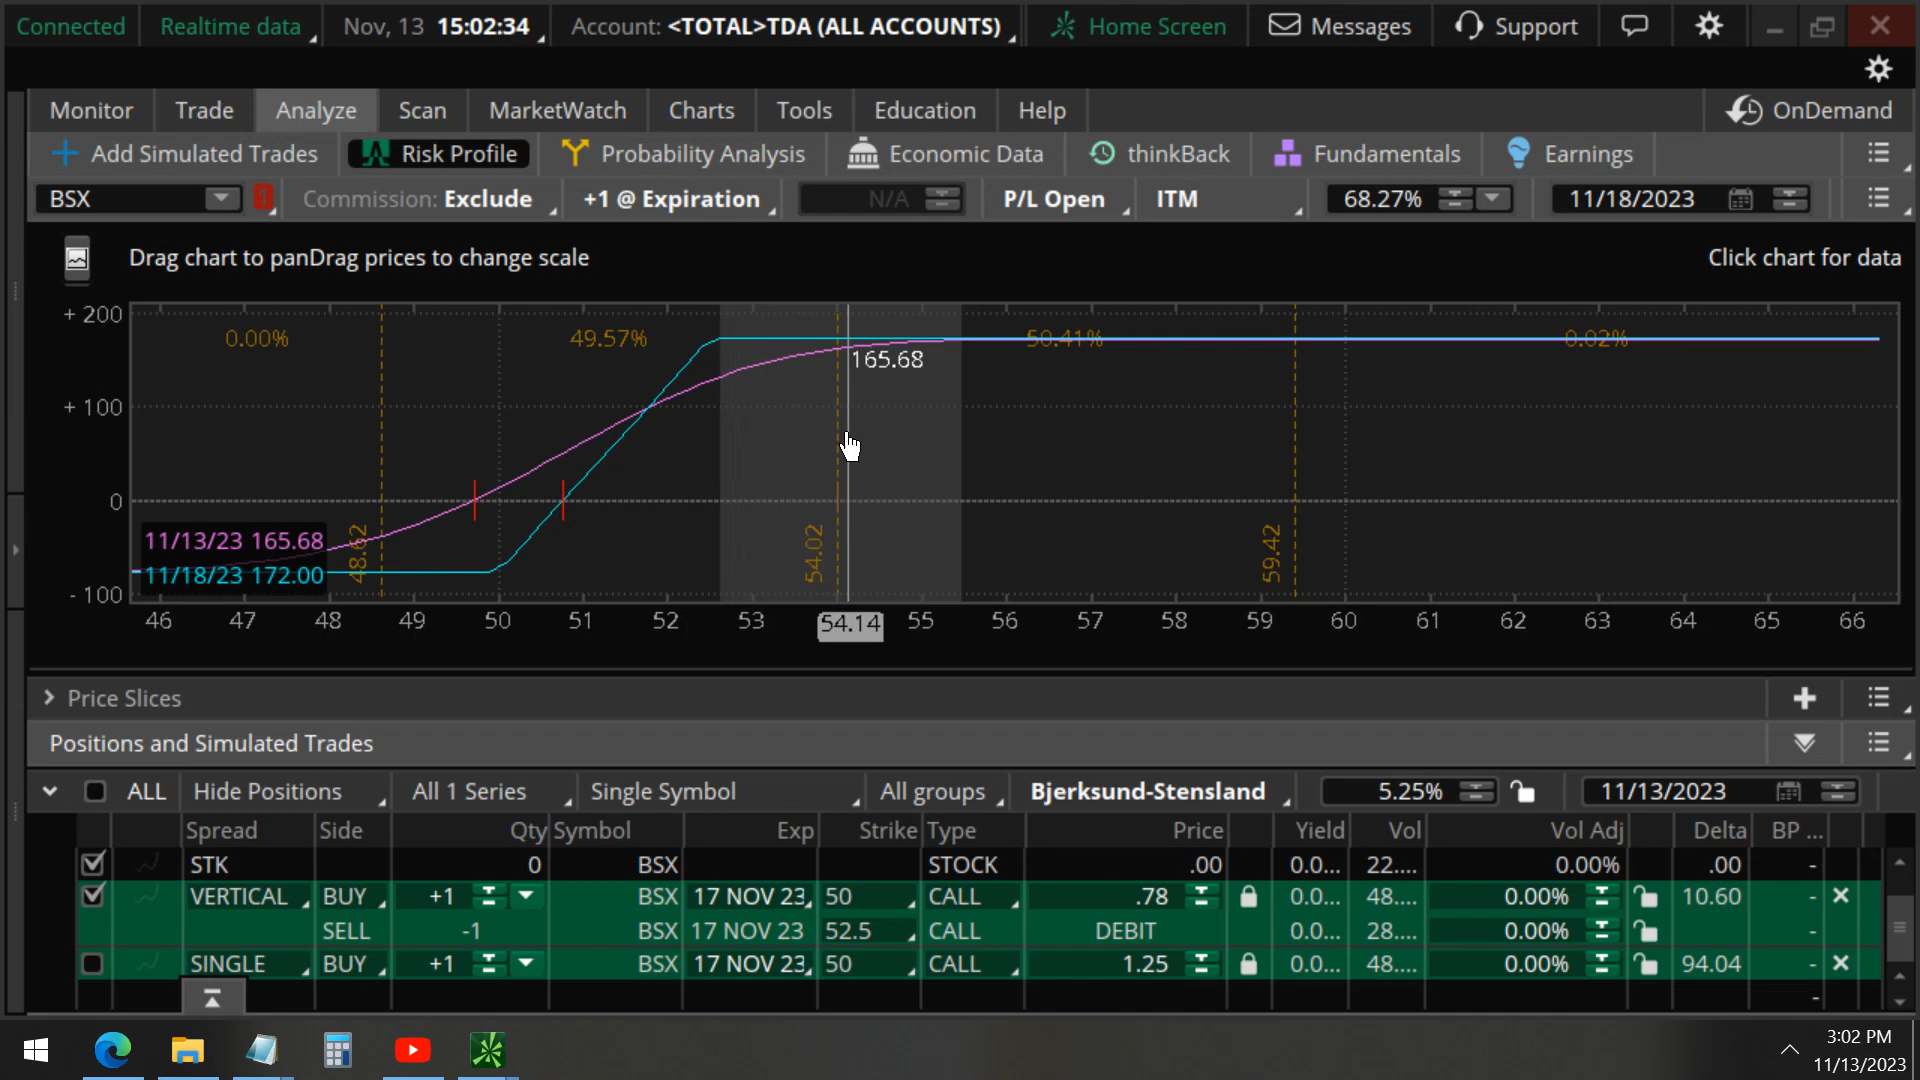 Connected Realtime data Nov, 13 15:02:34 Account: <TOTAL>TDA (ALL ACCOUNTS) Home Screen Messages Support
Monitor Trade Analyze Scan MarketWatch Charts Tools Education Help OnDemand
Add Simulated Trades Risk Profile Probability Analysis Economic Data thinkBack Fundamentals Earnings
BSX 1 Commission: Exclude +1 @ Expiration N/A P/L Open ITM 68.27% 11/18/2023
Drag chart to panDrag prices to change scale Click chart for data
+ 200
0.00% 49.57% 50.41% 0.02%
165.68
+ 100
0
48.62 54.02 59.42
11/13/23 165.68
11/18/23 172.00
- 100
46 47 48 49 50 51 52 53 54.14 55 56 57 58 59 60 61 62 63 64 65 66
Price Slices
Positions and Simulated Trades
ALL Hide Positions All 1 Series Single Symbol All groups Bjerksund-Stensland 5.25% 11/13/2023
Spread Side Qty Symbol Exp Strike Type Price Yield Vol Vol Adj Delta BP ...
STK 0 BSX STOCK .00 0.0... 22.... 0.00% .00 -
VERTICAL BUY +1 BSX 17 NOV 23 50 CALL .78 0.0... 48.... 0.00% 10.60 -
SELL -1 BSX 17 NOV 23 52.5 CALL DEBIT 0.0... 28.... 0.00% -
SINGLE BUY +1 BSX 17 NOV 23 50 CALL 1.25 0.0... 48.... 0.00% 94.04 -
-
3:02 PM
11/13/2023